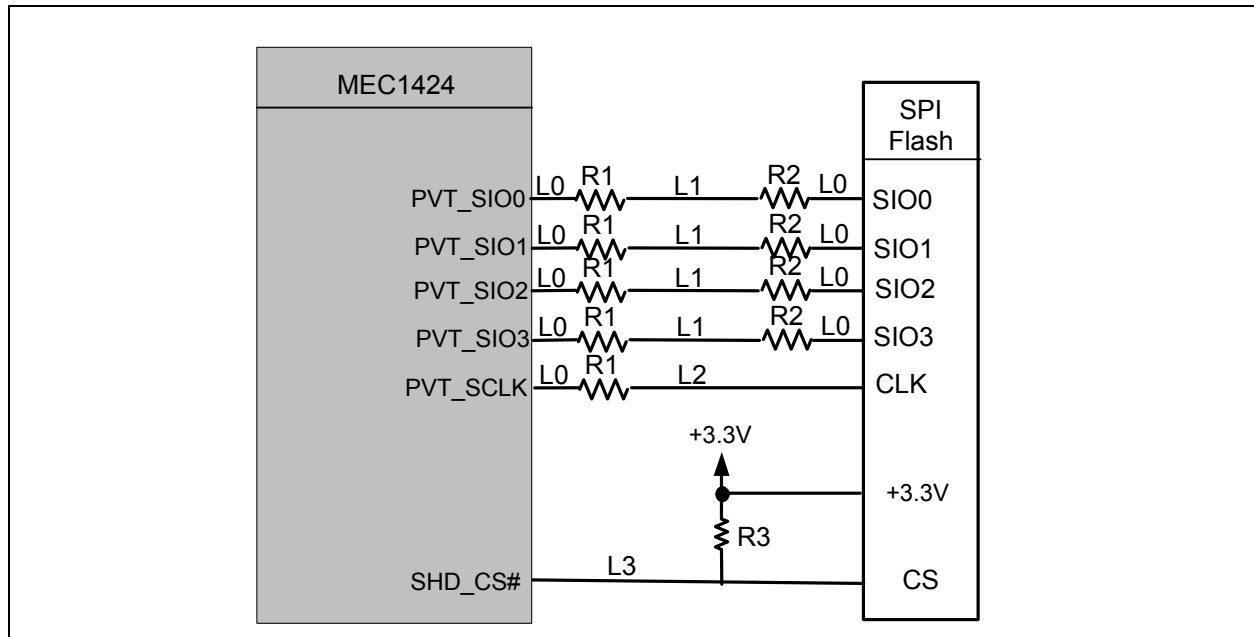 MEC1424
SPI
Flash
R1 R2
PVT_SIO0 L0 L1 L0 SIO0
R1 R2
PVT_SIO1 L0 L1 L0 SIO1
R1 R2
PVT_SIO2 L0 L1 L0 SIO2
R1 R2
PVT_SIO3 L0 L1 L0 SIO3
R1
PVT_SCLK L0 L2 CLK
+3.3V
+3.3V
R3
SHD_CS# L3 CS